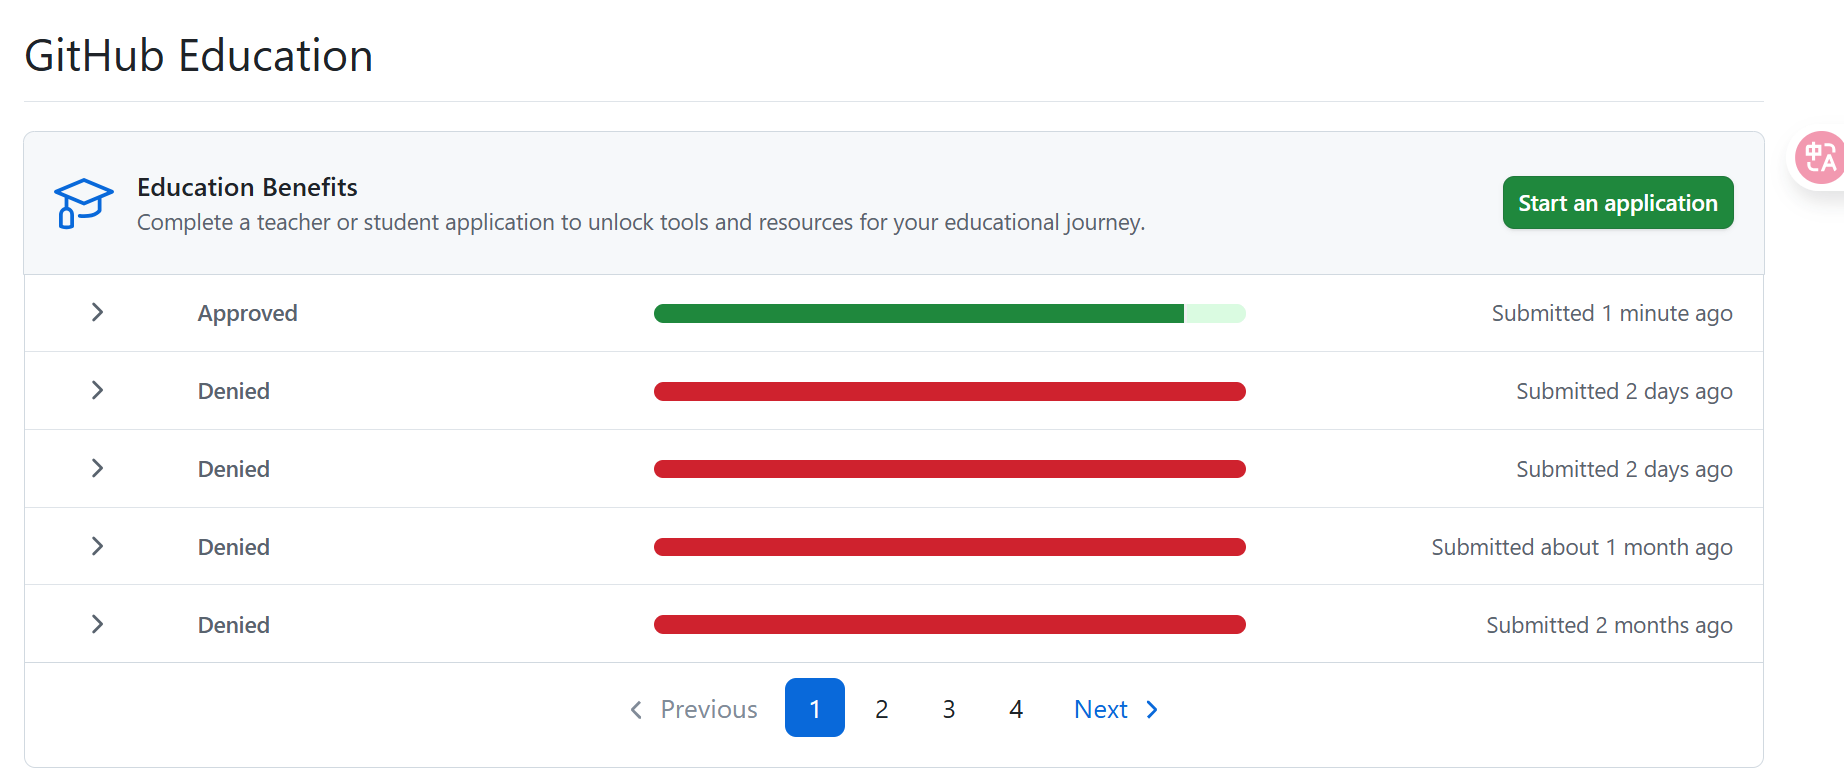 GitHub Education
Education Benefits
Complete a teacher or student application to unlock tools and resources for your educational journey.
Start an application
中A
Approved Submitted 1 minute ago
Denied Submitted 2 days ago
Denied Submitted 2 days ago
Denied Submitted about 1 month ago
Denied Submitted 2 months ago
Previous 1 2 3 4 Next